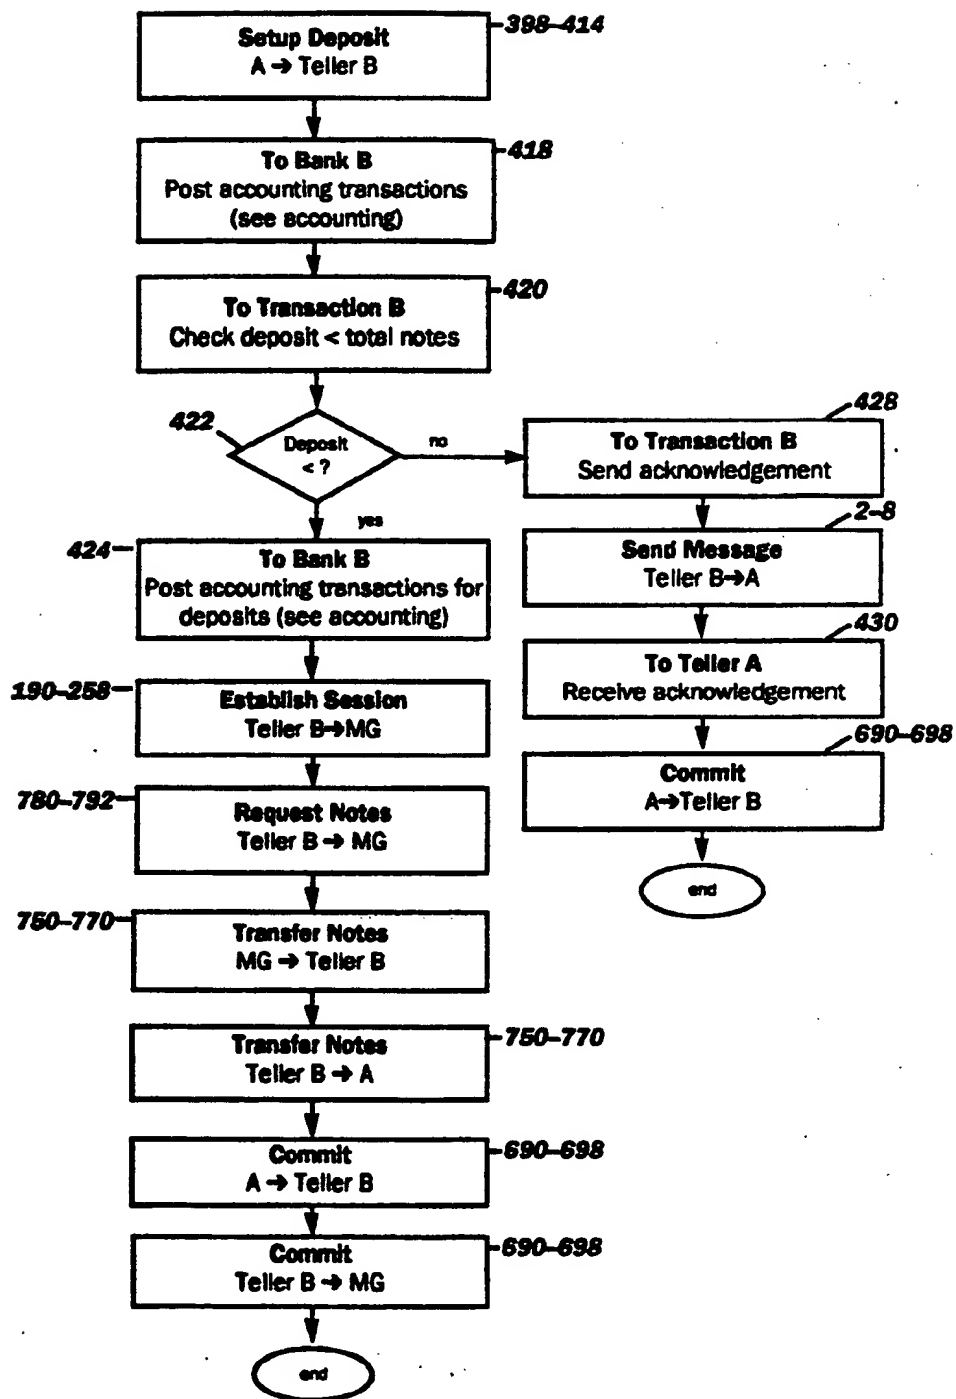 Setup Deposit
A → Teller B
398–414
To Bank B
Post accounting transactions
(see accounting)
418
To Transaction B
Check deposit < total notes
420
422
Deposit
< ?
no
yes
424
To Bank B
Post accounting transactions for
deposits (see accounting)
190–258
Establish Session
Teller B→MG
780–792
Request Notes
Teller B → MG
750–770
Transfer Notes
MG → Teller B
Transfer Notes
Teller B → A
750–770
Commit
A → Teller B
690–698
Commit
Teller B → MG
690–698
end
428
To Transaction B
Send acknowledgement
2–8
Send Message
Teller B→A
430
To Teller A
Receive acknowledgement
690–698
Commit
A→Teller B
end